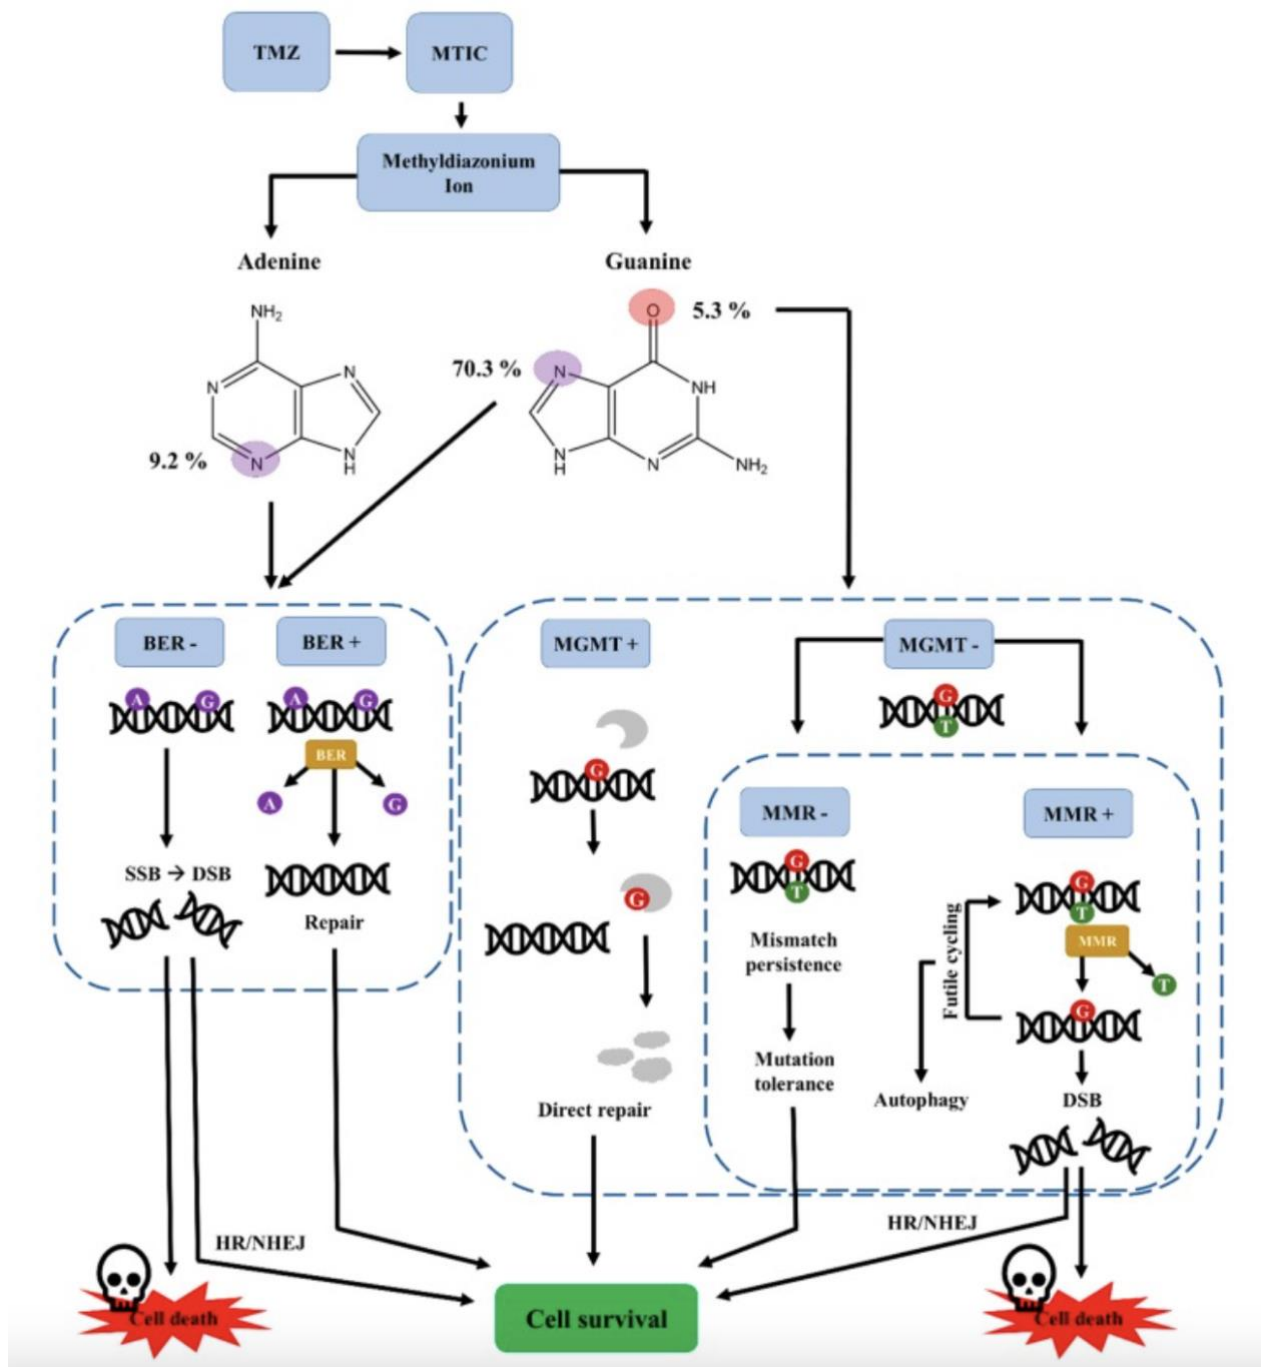 TMZ
MTIC
Methyldiazonium
Ion
Adenine
Guanine
NH2
N
N
N
N
H
9.2 %
O
5.3 %
70.3 %
N
NH
N
H
N
NH2
BER -
BER +
A
G
A
G
BER
A
G
SSB → DSB
Repair
MGMT +
G
G
Direct repair
MGMT -
G
T
MMR -
G
T
Mismatch
persistence
Mutation
tolerance
MMR +
G
T
MMR
T
G
Futile cycling
Autophagy
DSB
HR/NHEJ
HR/NHEJ
Cell death
Cell survival
Cell death